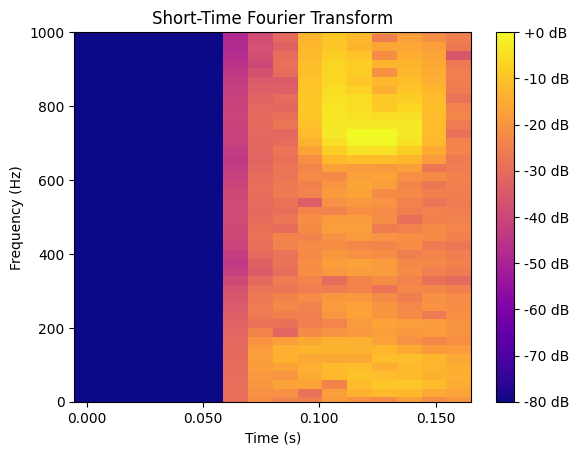 Short-Time Fourier Transform
Frequency (Hz)
1000
800
600
400
200
0
0.000
0.050
0.100
0.150
Time (s)
+0 dB
-10 dB
-20 dB
-30 dB
-40 dB
-50 dB
-60 dB
-70 dB
-80 dB